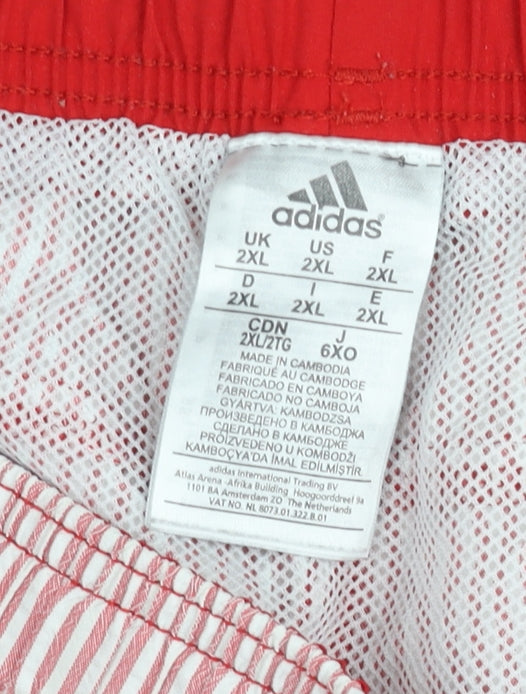 adidas
UK US F
2XL 2XL 2XL
D I E
2XL 2XL 2XL
CDN J
2XL/2TG 6XO
MADE IN CAMBODIA
FABRIQUÉ AU CAMBODGE
FABRICADO EN CAMBOYA
FABRICADO NO CAMBOJA
GYÁRTVA: KAMBODZSA
ПРОИЗВЕДЕНО В КАМБОДЖА
СДЕЛАНО В КАМБОДЖЕ
PROIZVEDENO U KOMBODŽI
KAMBOÇYA'DA İMAL EDİLMİŞTİR
adidas International Trading BV
Atlas Arena -Afrika Building Hoogoorddreef 9a
1101 BA Amsterdam ZO The Netherlands
VAT NO. NL 8073.01.322.B.01